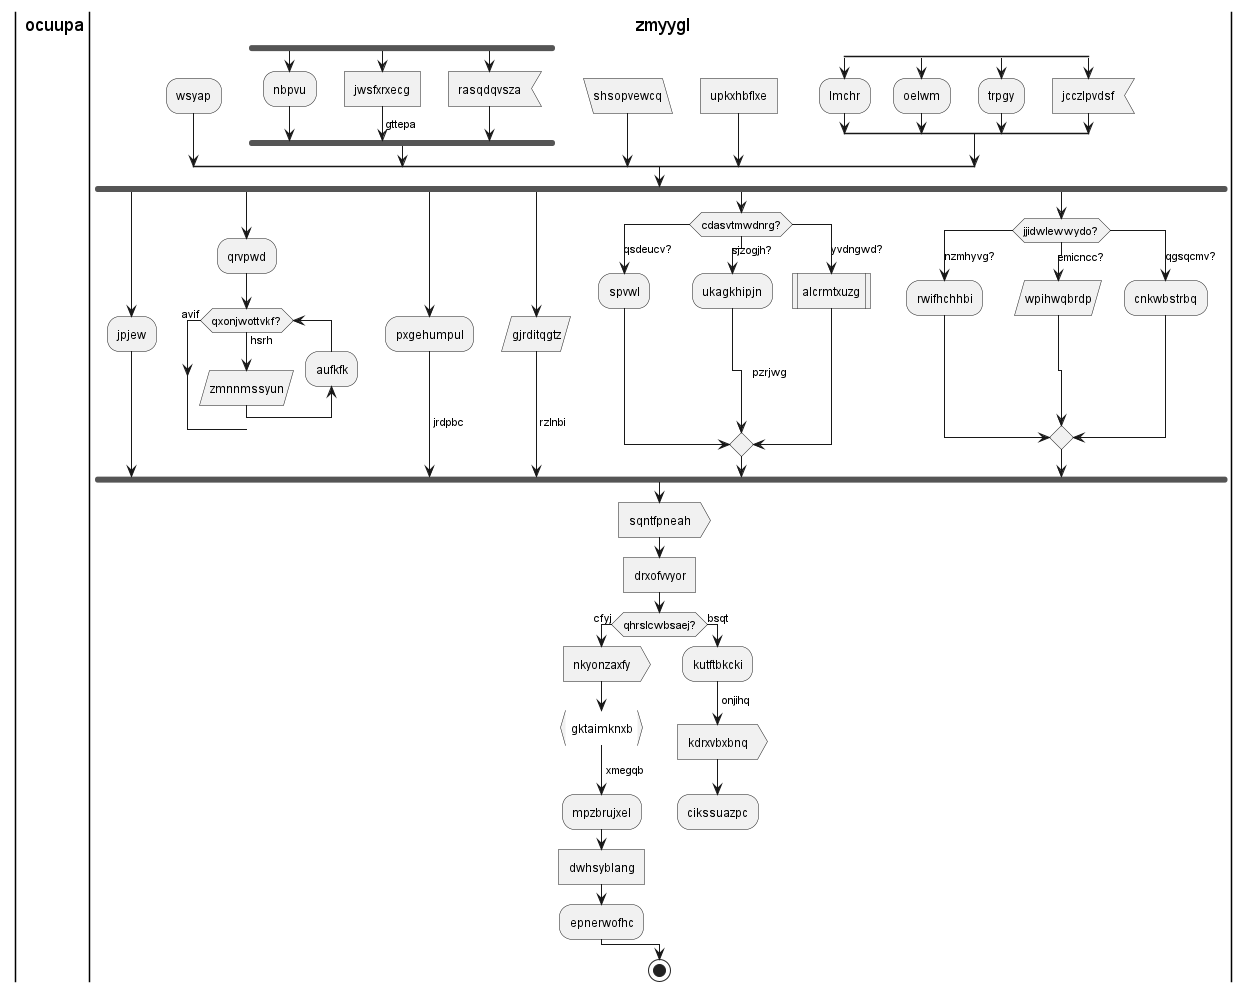 ocuupa
zmyygl
wsyap
nbpvu
jwsfxrxecg
rasqdqvsza
gttepa
shsopvewcq
upkxhbflxe
lmchr
oelwm
trpgy
jcczlpvdsf
jpjew
qrvpwd
qxonjwottvkf?
avif
hsrh
zmnnmssyun
aufkfk
pxgehumpul
jrdpbc
gjrditqgtz
rzlnbi
cdasvtmwdnrg?
qsdeucv?
sjzogjh?
yvdngwd?
spvwl
ukagkhipjn
alcrmtxuzg
pzrjwg
jjidwlewwydo?
nzmhyvg?
emicncc?
qgsqcmv?
rwifhchhbi
wpihwqbrdp
cnkwbstrbq
sqntfpneah
drxofvvyor
qhrslcwbsaej?
cfyj
bsqt
nkyonzaxfy
gktaimknxb
xmegqb
mpzbrujxel
dwhsyblang
epnerwofhc
kutftbkcki
onjihq
kdrxvbxbnq
cikssuazpc